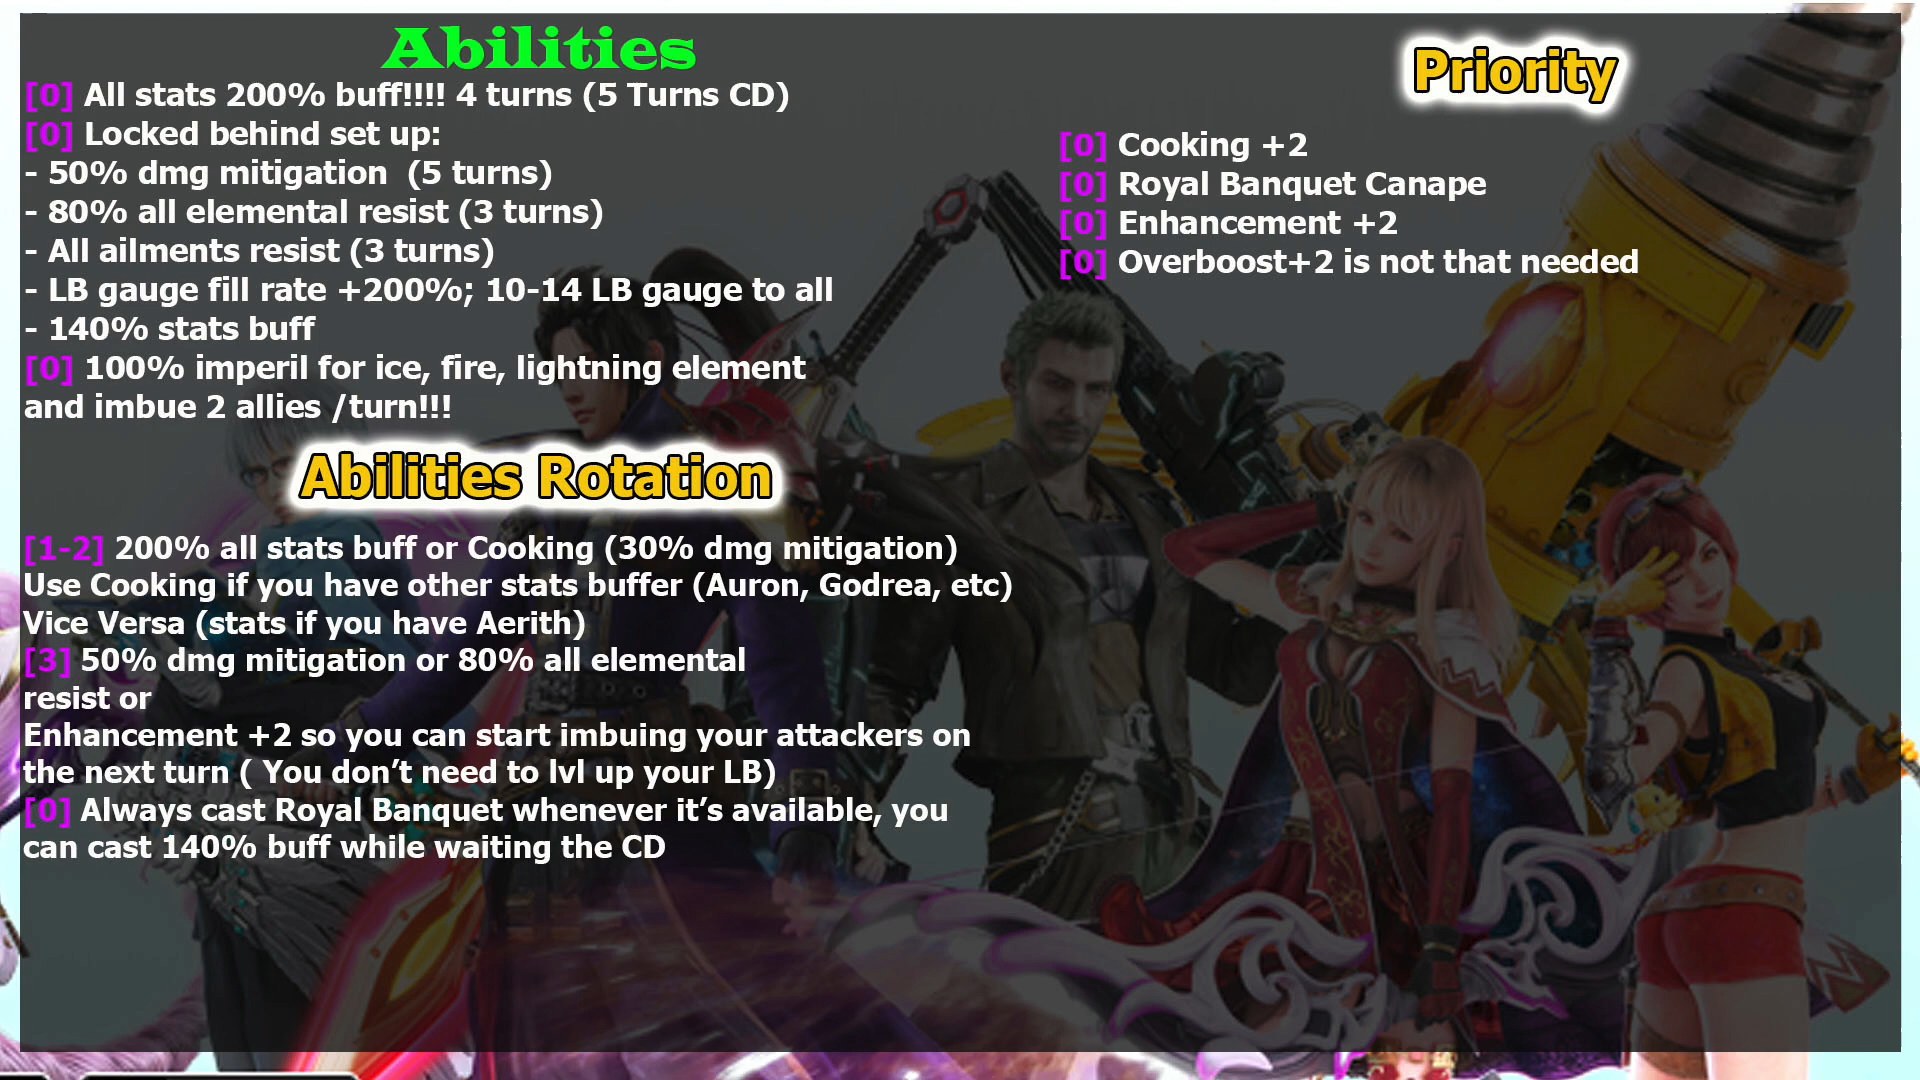 Abilities
[0] All stats 200% buff!!!! 4 turns (5 Turns CD)
[0] Locked behind set up:
- 50% dmg mitigation (5 turns)
- 80% all elemental resist (3 turns)
- All ailments resist (3 turns)
- LB gauge fill rate +200%; 10-14 LB gauge to all
- 140% stats buff
[0] 100% imperil for ice, fire, lightning element
and imbue 2 allies /turn!!!
Abilities Rotation
[1-2] 200% all stats buff or Cooking (30% dmg mitigation)
Use Cooking if you have other stats buffer (Auron, Godrea, etc)
Vice Versa (stats if you have Aerith)
[3] 50% dmg mitigation or 80% all elemental
resist or
Enhancement +2 so you can start imbuing your attackers on
the next turn ( You don’t need to lvl up your LB)
[0] Always cast Royal Banquet whenever it’s available, you
can cast 140% buff while waiting the CD
Priority
[0] Cooking +2
[0] Royal Banquet Canape
[0] Enhancement +2
[0] Overboost+2 is not that needed